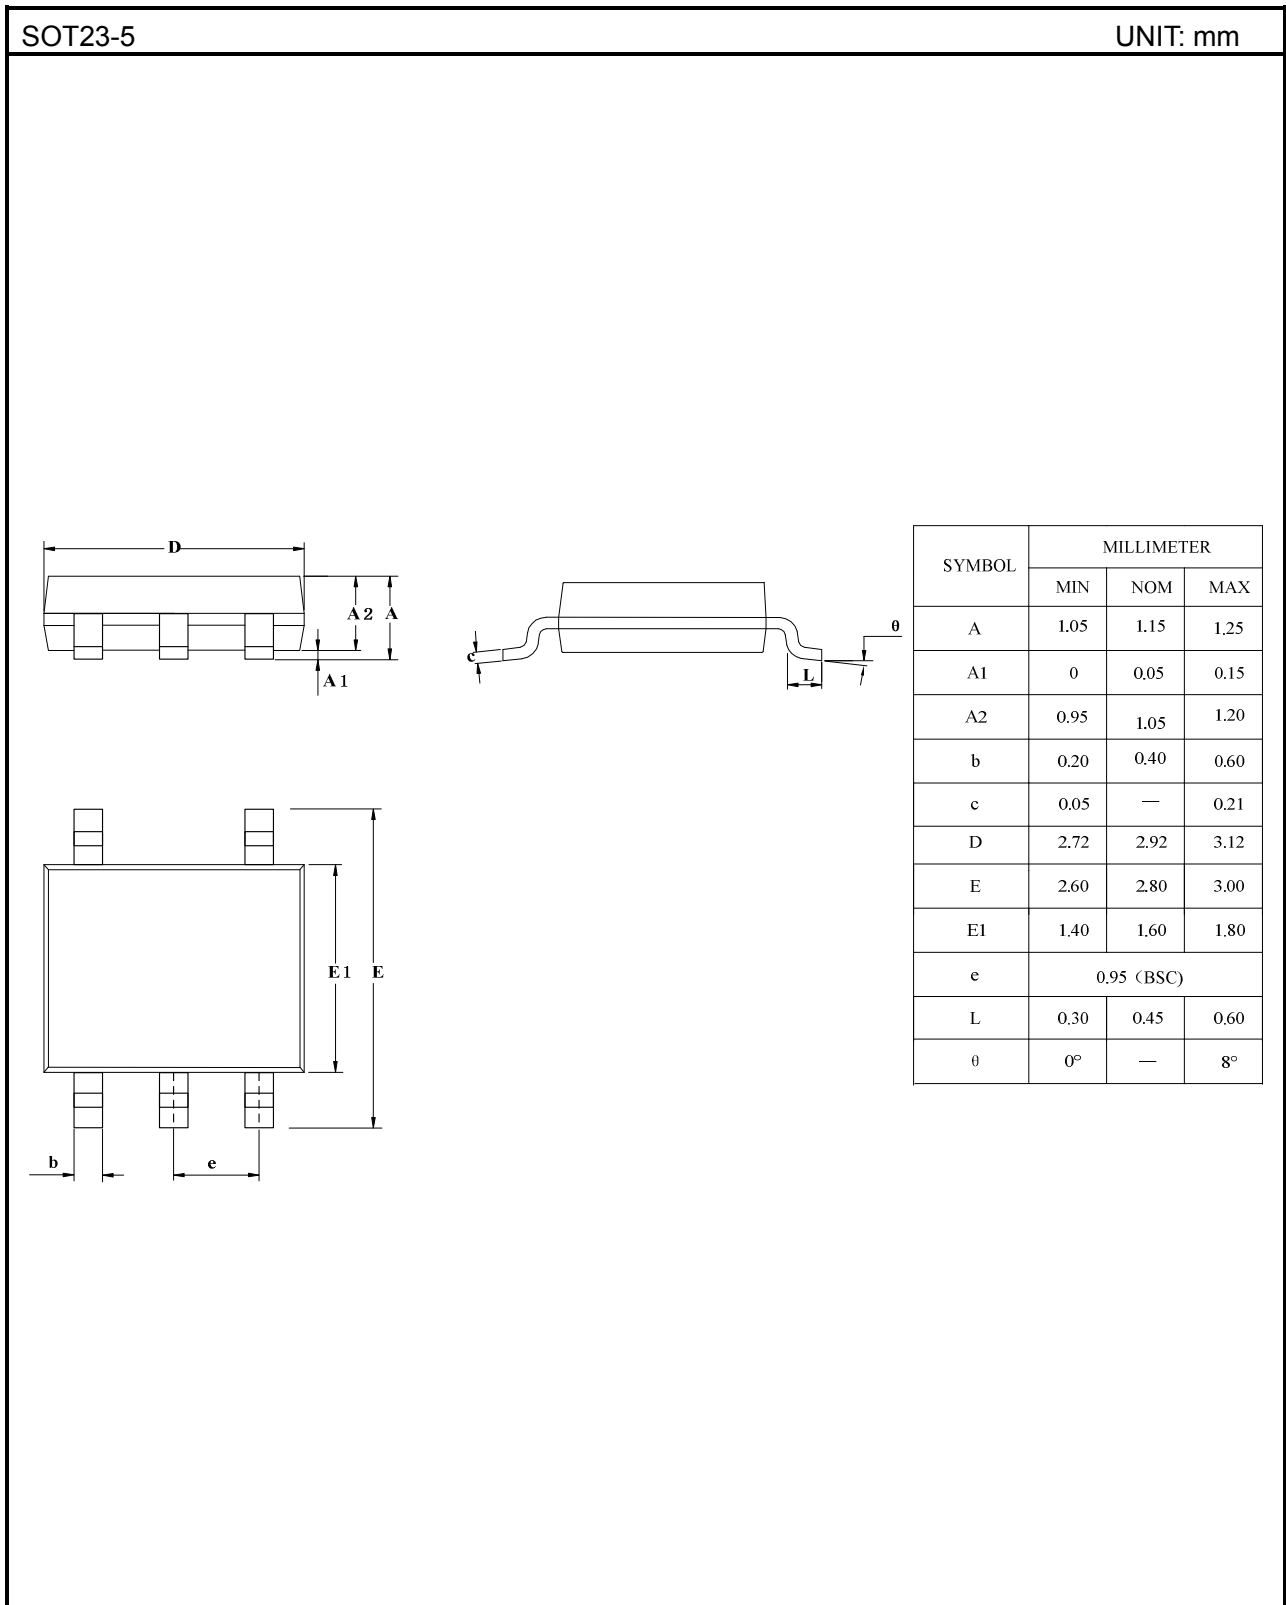 SOT23-5 UNIT: mm
D
A2 A
A1
c
L
θ
E1 E
b e
SYMBOL MILLIMETER
MIN NOM MAX
A 1.05 1.15 1.25
A1 0 0.05 0.15
A2 0.95 1.05 1.20
b 0.20 0.40 0.60
c 0.05 — 0.21
D 2.72 2.92 3.12
E 2.60 2.80 3.00
E1 1.40 1.60 1.80
e 0.95（BSC)
L 0.30 0.45 0.60
θ 0° — 8°